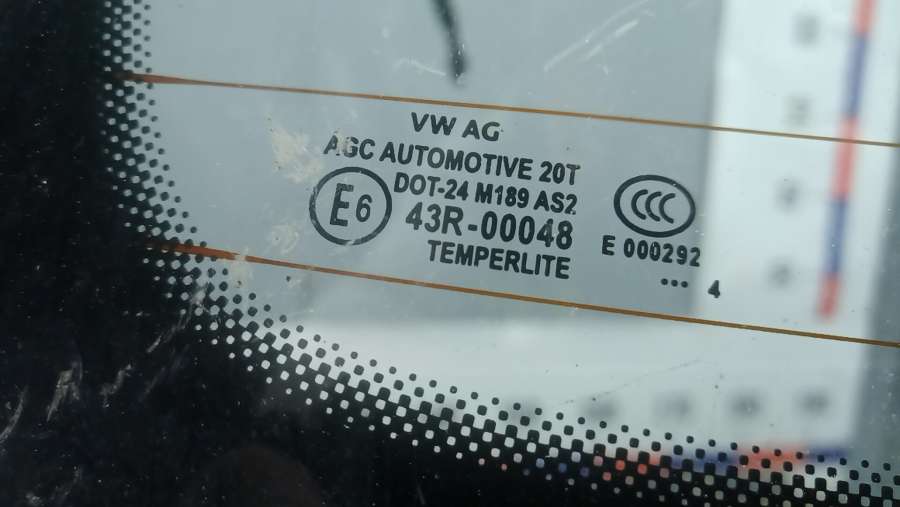 VW AG
AGC AUTOMOTIVE 20T
DOT-24 M189 AS2
E6 43R-00048
TEMPERLITE
CCC
E 000292
... 4